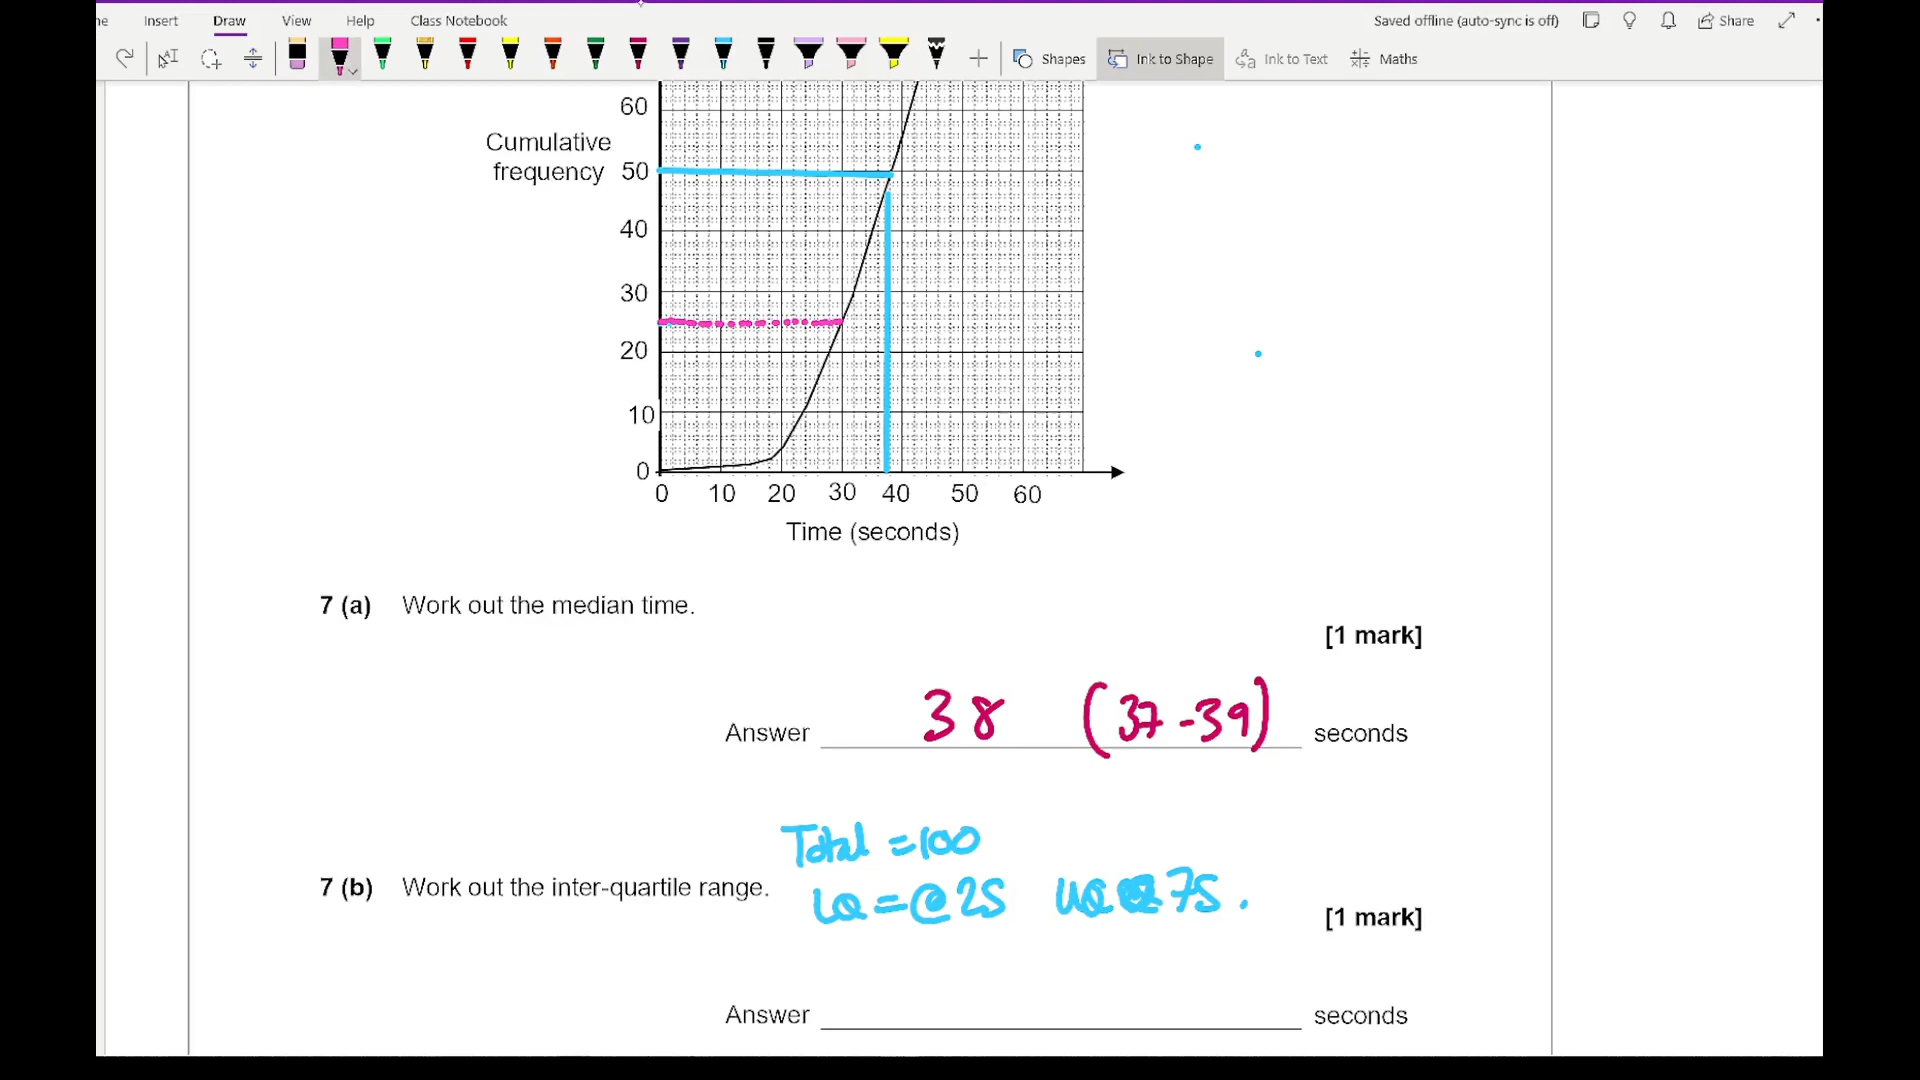 Insert Draw View Help Class Notebook Saved offline (auto-sync is off) Share
Shapes Ink to Shape Ink to Text Maths
60
Cumulative
frequency
50
40
30
20
10
0
0 10 20 30 40 50 60
Time (seconds)
7 (a) Work out the median time.
[1 mark]
Answer 38 (37-39) seconds
Total = 100
7 (b) Work out the inter-quartile range.
LQ = @ 25 UQ @ 75.
[1 mark]
Answer seconds